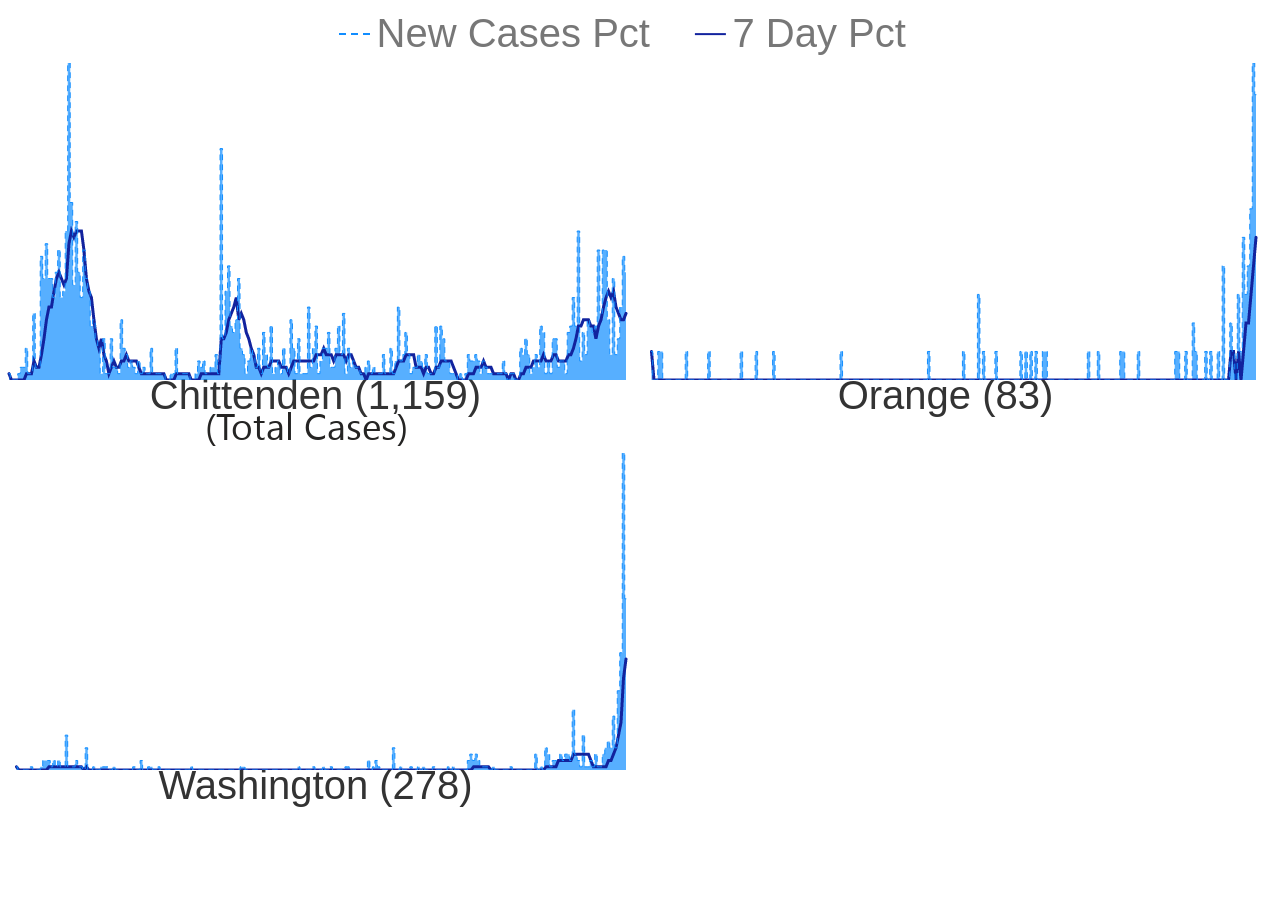 New Cases Pct 7 Day Pct
Chittenden (1,159)
(Total Cases)
Orange (83)
Washington (278)